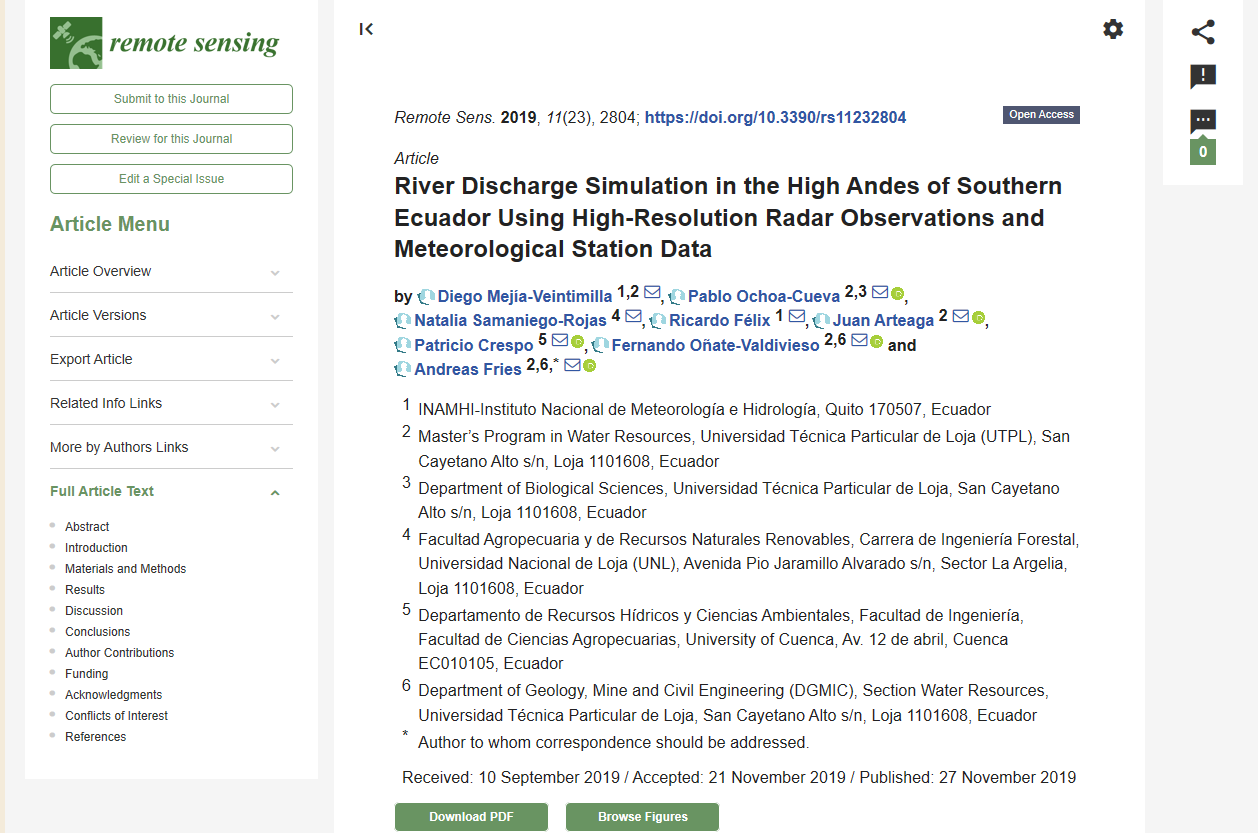 remote sensing
Submit to this Journal
Review for this Journal
Edit a Special Issue
Article Menu
Article Overview
Article Versions
Export Article
Related Info Links
More by Authors Links
Full Article Text
Abstract
Introduction
Materials and Methods
Results
Discussion
Conclusions
Author Contributions
Funding
Acknowledgments
Conflicts of Interest
References
Remote Sens. 2019, 11(23), 2804; https://doi.org/10.3390/rs11232804
Open Access
Article
River Discharge Simulation in the High Andes of Southern
Ecuador Using High-Resolution Radar Observations and
Meteorological Station Data
by Diego Mejía-Veintimilla 1,2, Pablo Ochoa-Cueva 2,3,
Natalia Samaniego-Rojas 4, Ricardo Félix 1, Juan Arteaga 2,
Patricio Crespo 5, Fernando Oñate-Valdivieso 2,6 and
Andreas Fries 2,6,*
1 INAMHI-Instituto Nacional de Meteorología e Hidrología, Quito 170507, Ecuador
2 Master’s Program in Water Resources, Universidad Técnica Particular de Loja (UTPL), San
Cayetano Alto s/n, Loja 1101608, Ecuador
3 Department of Biological Sciences, Universidad Técnica Particular de Loja, San Cayetano
Alto s/n, Loja 1101608, Ecuador
4 Facultad Agropecuaria y de Recursos Naturales Renovables, Carrera de Ingeniería Forestal,
Universidad Nacional de Loja (UNL), Avenida Pio Jaramillo Alvarado s/n, Sector La Argelia,
Loja 1101608, Ecuador
5 Departamento de Recursos Hídricos y Ciencias Ambientales, Facultad de Ingeniería,
Facultad de Ciencias Agropecuarias, University of Cuenca, Av. 12 de abril, Cuenca
EC010105, Ecuador
6 Department of Geology, Mine and Civil Engineering (DGMIC), Section Water Resources,
Universidad Técnica Particular de Loja, San Cayetano Alto s/n, Loja 1101608, Ecuador
* Author to whom correspondence should be addressed.
Received: 10 September 2019 / Accepted: 21 November 2019 / Published: 27 November 2019
Download PDF
Browse Figures
0